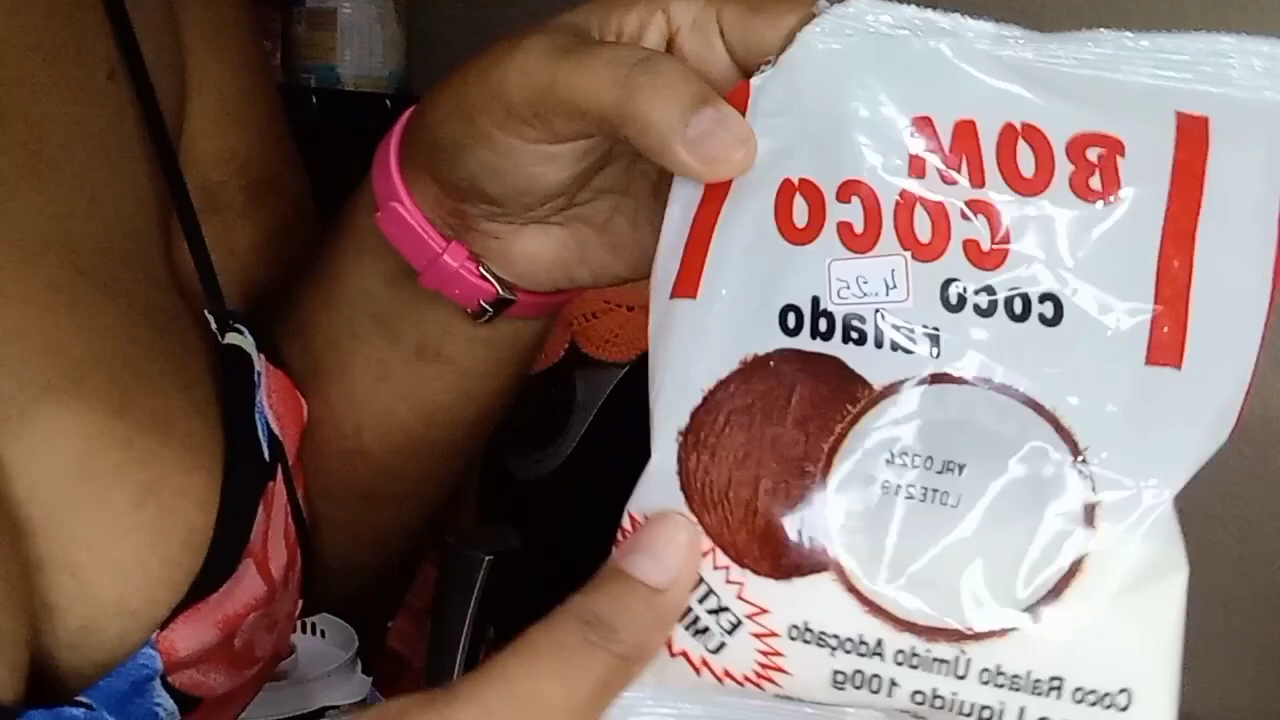 BOM
COCO
4.25
coco
ralado
VAL0324
LOTE219
Coco Ralado Úmido Adoçado
Líquido 100g